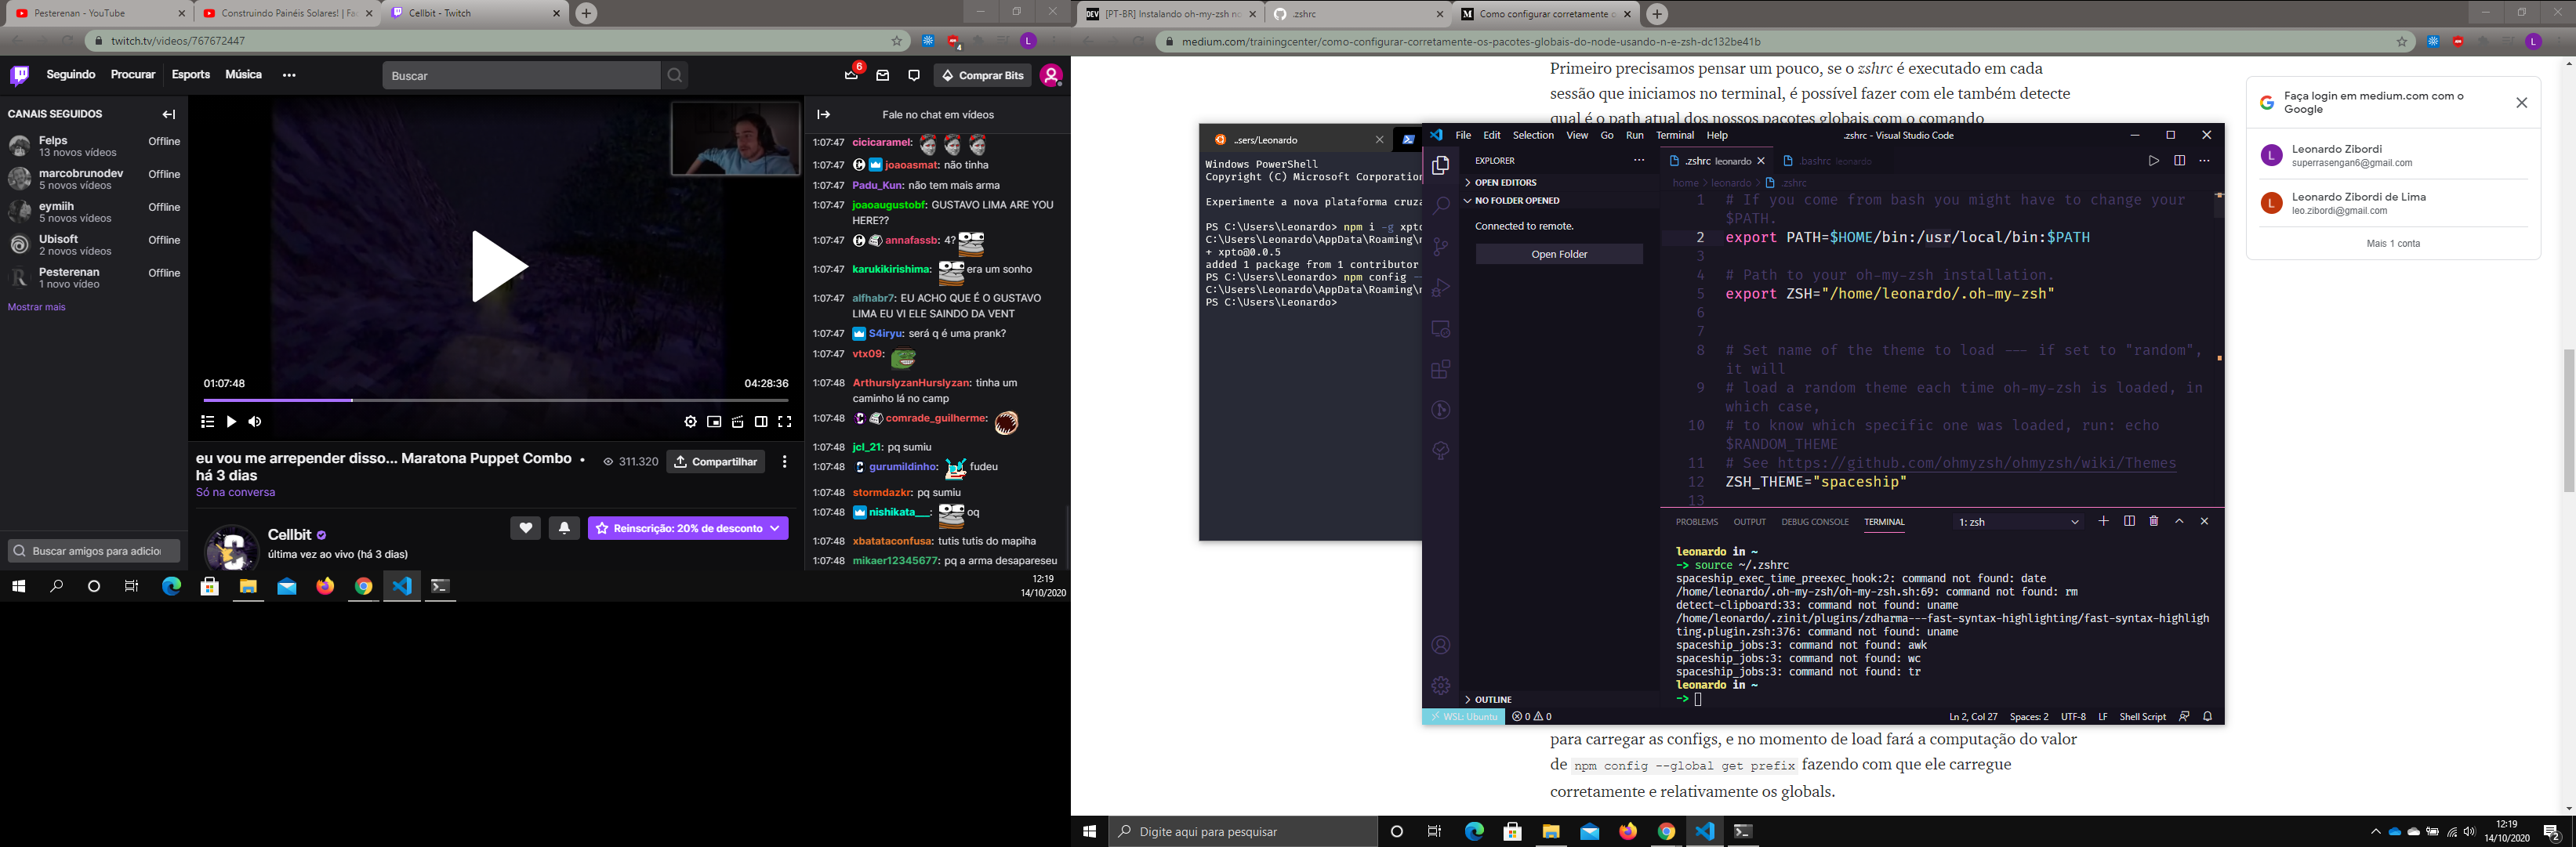 Pesterenan - YouTube
Construindo Painéis Solares! | Fac
Cellbit - Twitch
twitch.tv/videos/767672447
4
L
Seguindo
Procurar
Esports
Música
Buscar
6
Comprar Bits
CANAIS SEGUIDOS
Felps
Offline
13 novos vídeos
marcobrunodev
Offline
5 novos vídeos
eymiih
Offline
5 novos vídeos
Ubisoft
Offline
2 novos vídeos
Pesterenan
Offline
1 novo vídeo
Mostrar mais
Buscar amigos para adicion
01:07:48
04:28:36
eu vou me arrepender disso... Maratona Puppet Combo •
há 3 dias
311.320
Compartilhar
Só na conversa
Cellbit
última vez ao vivo (há 3 dias)
Reinscrição: 20% de desconto
Fale no chat em vídeos
1:07:47 cicicaramel:
1:07:47 joaoasmat: não tinha
1:07:47 Padu_Kun: não tem mais arma
1:07:47 joaoaugustobf: GUSTAVO LIMA ARE YOU
HERE??
1:07:47 annafassb: 4?
1:07:47 karukikirishima: era um sonho
1:07:47 alfhabr7: EU ACHO QUE É O GUSTAVO
LIMA EU VI ELE SAINDO DA VENT
1:07:47 S4iryu: será q é uma prank?
1:07:47 vtx09:
1:07:48 ArthurslyzanHurslyzan: tinha um
caminho lá no camp
1:07:48 comrade_guilherme:
1:07:48 jcl_21: pq sumiu
1:07:48 gurumildinho: fudeu
1:07:48 stormdazkr: pq sumiu
1:07:48 nishikata___: oq
1:07:48 xbatataconfusa: tutis tutis do mapiha
1:07:48 mikaer12345677: pq a arma desapareseu
12:19
14/10/2020
[PT-BR] Instalando oh-my-zsh no
.zshrc
Como configurar corretamente o
medium.com/trainingcenter/como-configurar-corretamente-os-pacotes-globais-do-node-usando-n-e-zsh-dc132be41b
L
Primeiro precisamos pensar um pouco, se o zshrc é executado em cada
sessão que iniciamos no terminal, é possível fazer com ele também detecte
qual é o path atual dos nossos pacotes globais com o comando
Faça login em medium.com com o
Google
L
Leonardo Zibordi
superrasengan6@gmail.com
L
Leonardo Zibordi de Lima
leo.zibordi@gmail.com
Mais 1 conta
..sers/Leonardo
Windows PowerShell
Copyright (C) Microsoft Corporation
Experimente a nova plataforma cruza
PS C:\Users\Leonardo> npm i -g xpto
C:\Users\Leonardo\AppData\Roaming\n
+ xpto@0.0.5
added 1 package from 1 contributor
PS C:\Users\Leonardo> npm config --
C:\Users\Leonardo\AppData\Roaming\n
PS C:\Users\Leonardo>
File Edit Selection View Go Run Terminal Help
.zshrc - Visual Studio Code
EXPLORER
OPEN EDITORS
NO FOLDER OPENED
Connected to remote.
Open Folder
OUTLINE
.zshrc leonardo
.bashrc leonardo
home > leonardo > .zshrc
1 # If you come from bash you might have to change your
$PATH.
2 export PATH=$HOME/bin:/usr/local/bin:$PATH
3
4 # Path to your oh-my-zsh installation.
5 export ZSH="/home/leonardo/.oh-my-zsh"
6
7
8 # Set name of the theme to load --- if set to "random",
it will
9 # load a random theme each time oh-my-zsh is loaded, in
which case,
10 # to know which specific one was loaded, run: echo
$RANDOM_THEME
11 # See https://github.com/ohmyzsh/ohmyzsh/wiki/Themes
12 ZSH_THEME="spaceship"
13
PROBLEMS OUTPUT DEBUG CONSOLE TERMINAL
1: zsh
leonardo in ~
-> source ~/.zshrc
spaceship_exec_time_preexec_hook:2: command not found: date
/home/leonardo/.oh-my-zsh/oh-my-zsh.sh:69: command not found: rm
detect-clipboard:33: command not found: uname
/home/leonardo/.zinit/plugins/zdharma---fast-syntax-highlighting/fast-syntax-highligh
ting.plugin.zsh:376: command not found: uname
spaceship_jobs:3: command not found: awk
spaceship_jobs:3: command not found: wc
spaceship_jobs:3: command not found: tr
leonardo in ~
->
WSL: Ubuntu
0 0
Ln 2, Col 27
Spaces: 2
UTF-8
LF
Shell Script
para carregar as configs, e no momento de load fará a computação do valor
de npm config --global get prefix fazendo com que ele carregue
corretamente e relativamente os globals.
Digite aqui para pesquisar
12:19
14/10/2020
2